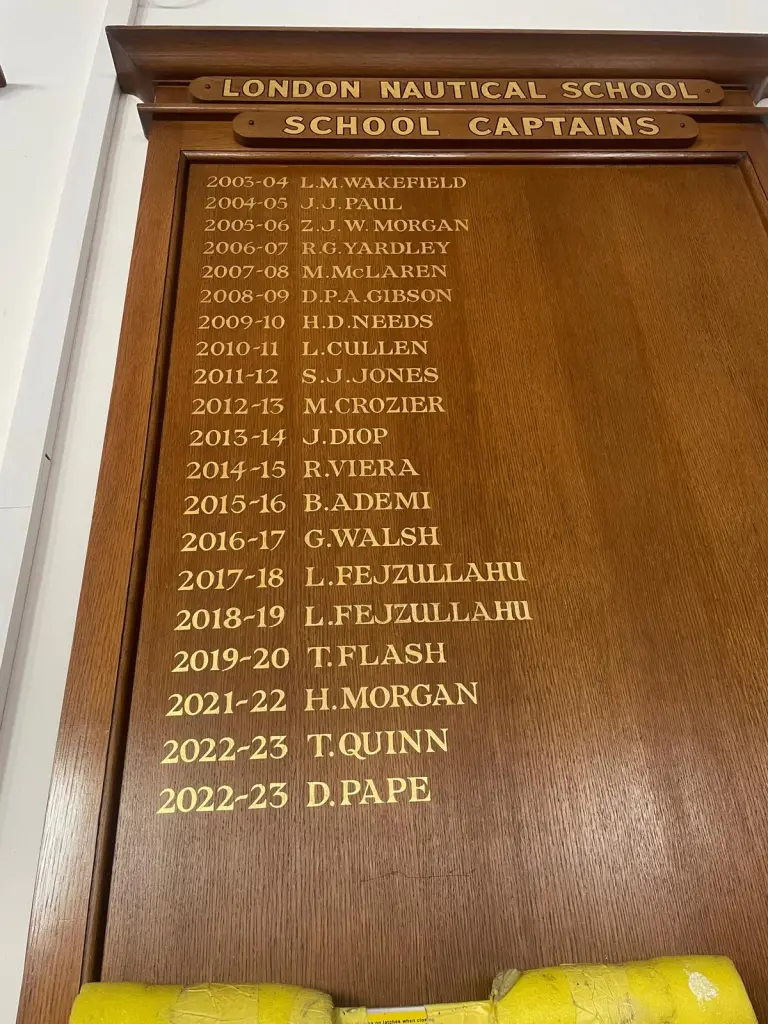 LONDON NAUTICAL SCHOOL
SCHOOL CAPTAINS
2003-04 L.M.WAKEFIELD
2004-05 J.J.PAUL
2005-06 Z.J.W.MORGAN
2006-07 R.G.YARDLEY
2007-08 M.McLAREN
2008-09 D.P.A.GIBSON
2009-10 H.D.NEEDS
2010-11 L.CULLEN
2011-12 S.J.JONES
2012-13 M.CROZIER
2013-14 J.DIOP
2014-15 R.VIERA
2015-16 B.ADEMI
2016-17 G.WALSH
2017-18 L.FEJZULLAHU
2018-19 L.FEJZULLAHU
2019-20 T.FLASH
2021-22 H.MORGAN
2022-23 T.QUINN
2022-23 D.PAPE
on latches when